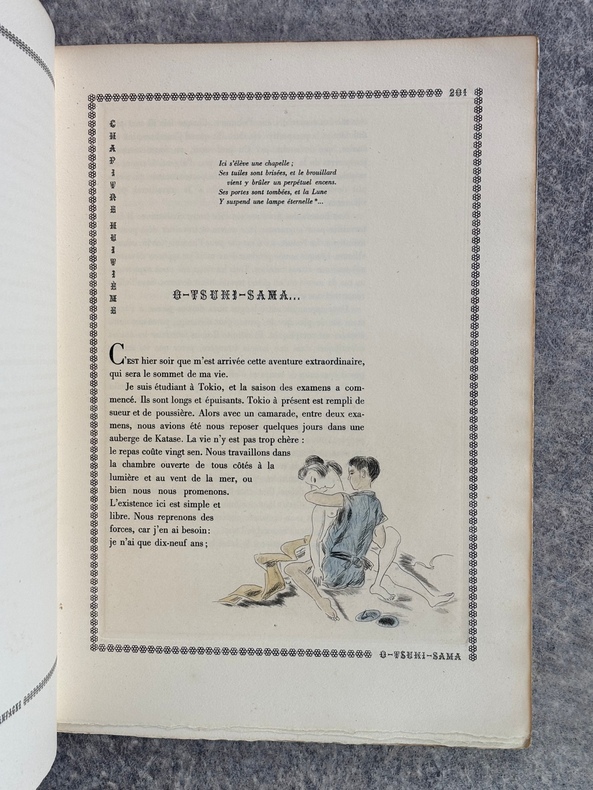 201
CHAPITRE HUITIÈME
Ici s'élève une chapelle ;
Ses tuiles sont brisées, et le brouillard
vient y brûler un perpétuel encens.
Ses portes sont tombées, et la Lune
Y suspend une lampe éternelle *...
O-TSUKI-SAMA...
C'EST hier soir que m'est arrivée cette aventure extraordinaire,
qui sera le sommet de ma vie.
Je suis étudiant à Tokio, et la saison des examens a com-
mencé. Ils sont longs et épuisants. Tokio à présent est rempli de
sueur et de poussière. Alors avec un camarade, entre deux exa-
mens, nous avions été nous reposer quelques jours dans une
auberge de Katase. La vie n'y est pas trop chère :
le repas coûte vingt sen. Nous travaillons dans
la chambre ouverte de tous côtés à la
lumière et au vent de la mer, ou
bien nous nous promenons.
L'existence ici est simple et
libre. Nous reprenons des
forces, car j'en ai besoin:
je n'ai que dix-neuf ans ;
O-TSUKI-SAMA